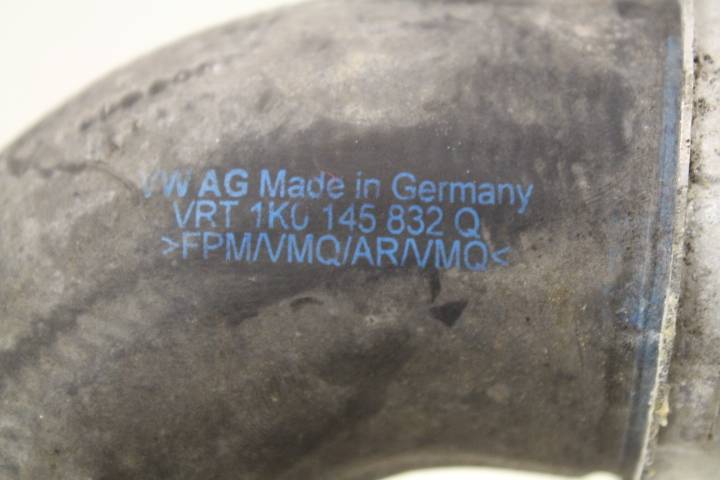 VW AG Made in Germany
VRT 1K0 145 832 Q
>FPM/VMQ/AR/VMQ<